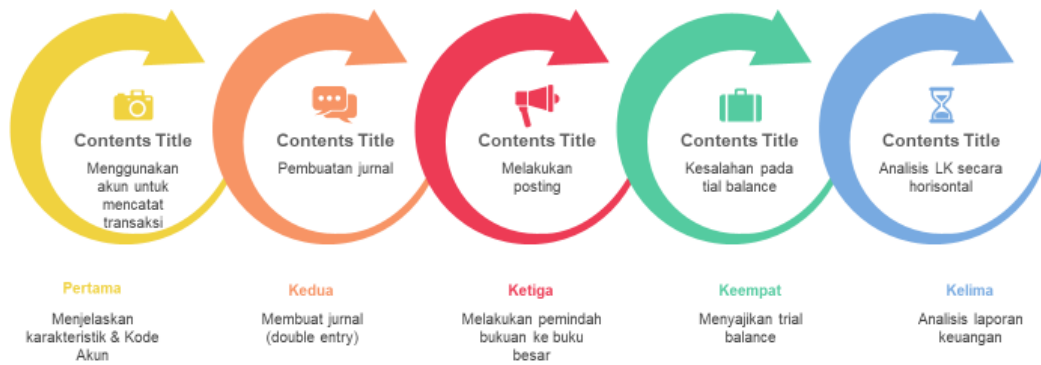 Contents Title
Menggunakan
akun untuk
mencatat
transaksi
Contents Title
Pembuatan jurnal
Contents Title
Melakukan
posting
Contents Title
Kesalahan pada
tial balance
Contents Title
Analisis LK secara
horisontal
Pertama
Menjelaskan
karakteristik & Kode
Akun
Kedua
Membuat jurnal
(double entry)
Ketiga
Melakukan pemindah
bukuan ke buku
besar
Keempat
Menyajikan trial
balance
Kelima
Analisis laporan
keuangan